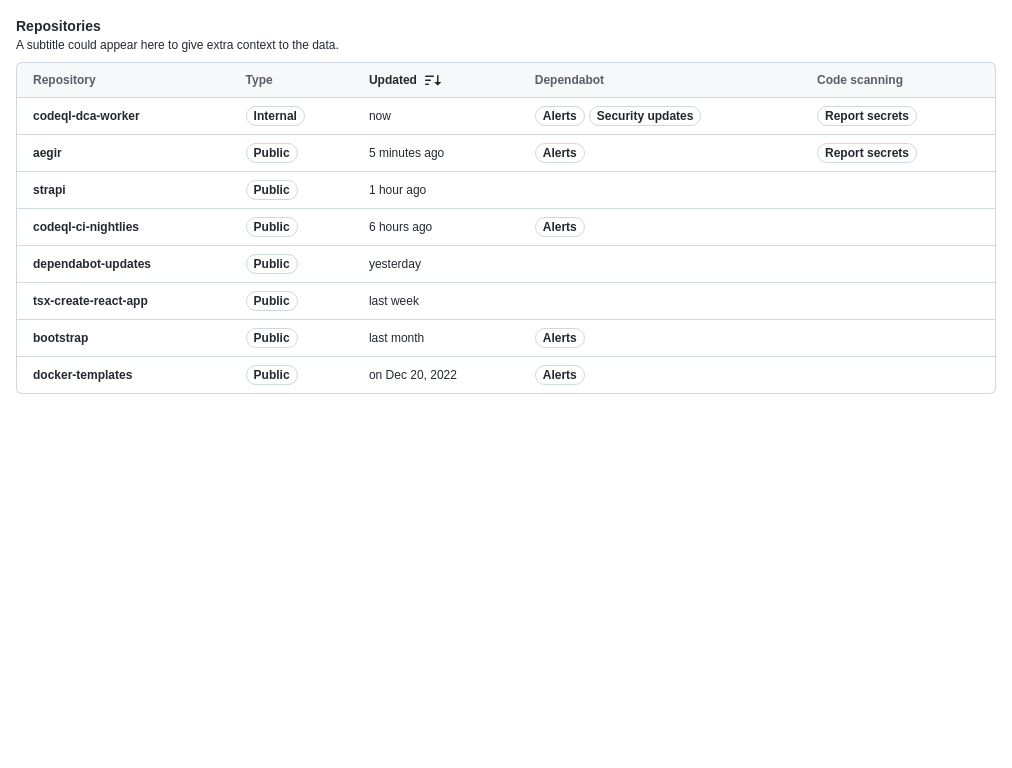 Repositories
A subtitle could appear here to give extra context to the data.
Repository Type Updated Dependabot Code scanning
codeql-dca-worker Internal now Alerts Security updates Report secrets
aegir Public 5 minutes ago Alerts Report secrets
strapi Public 1 hour ago
codeql-ci-nightlies Public 6 hours ago Alerts
dependabot-updates Public yesterday
tsx-create-react-app Public last week
bootstrap Public last month Alerts
docker-templates Public on Dec 20, 2022 Alerts